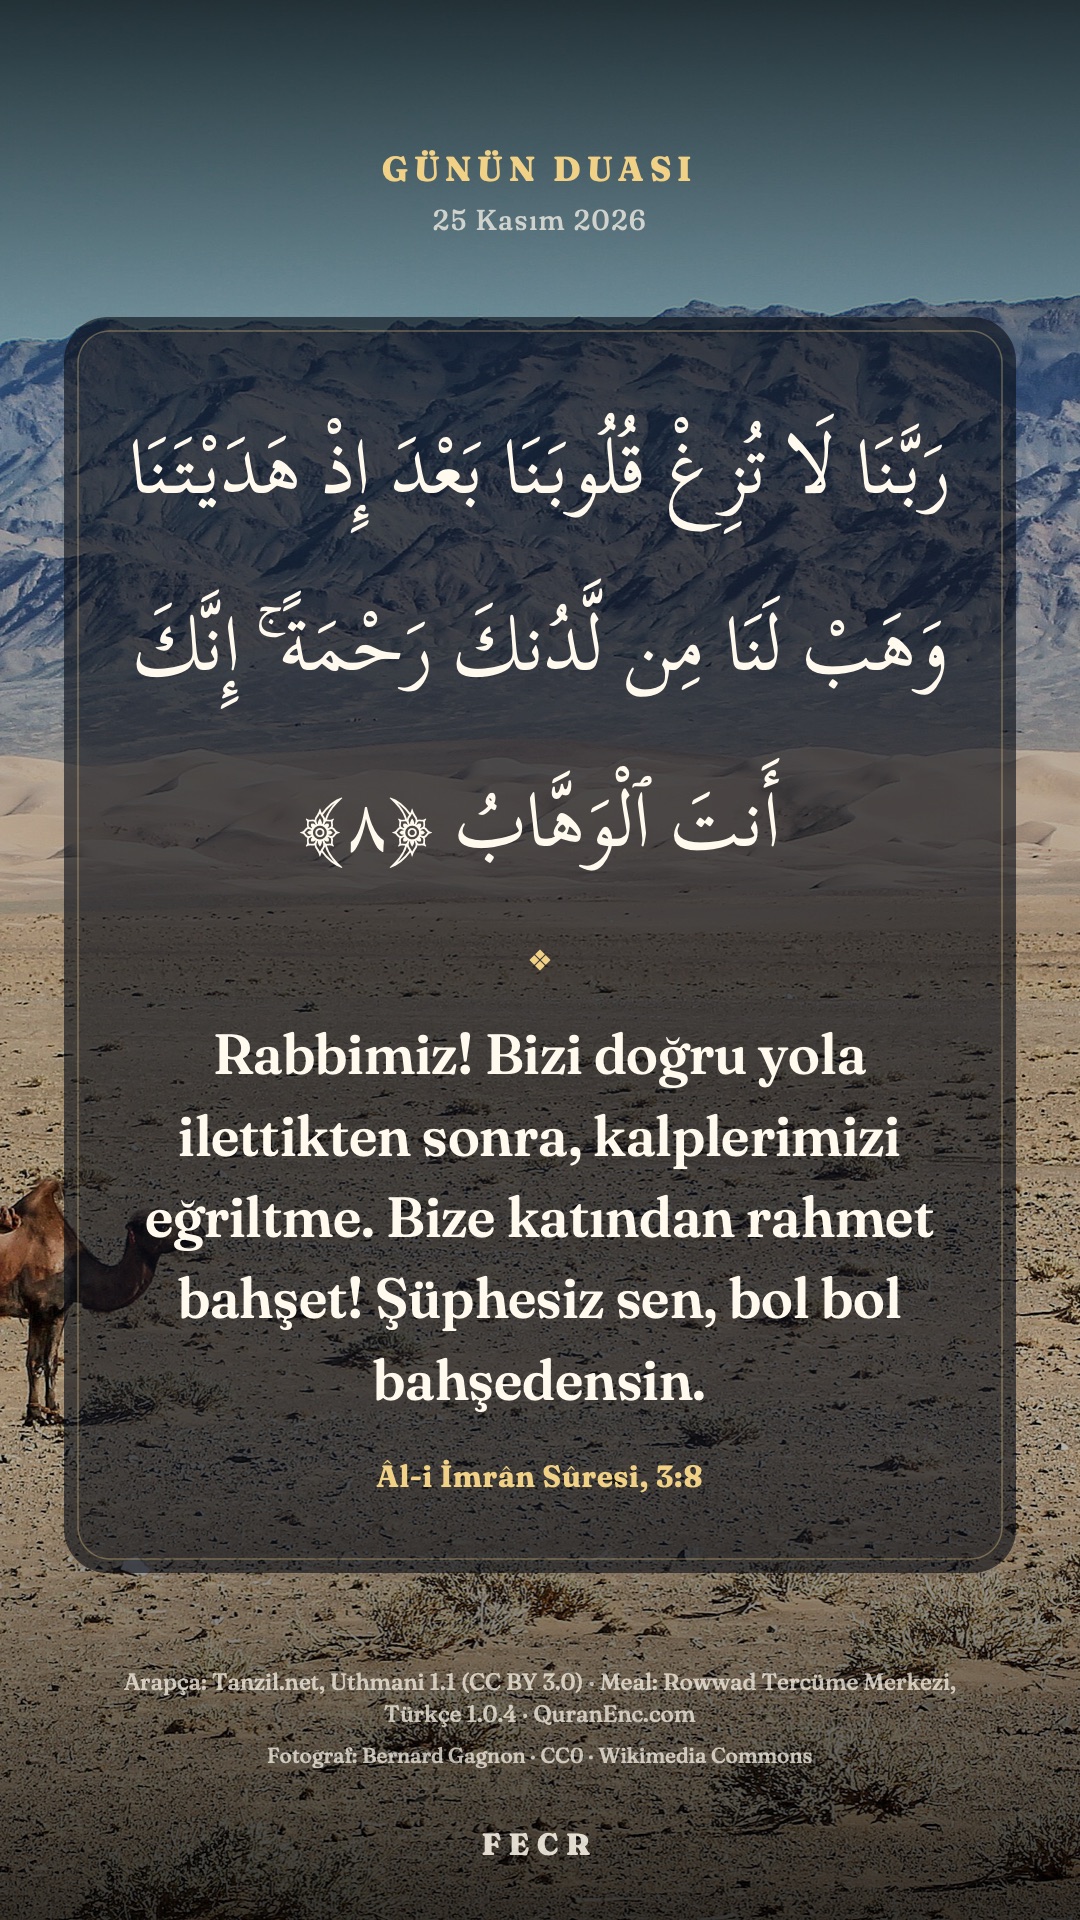 GÜNÜN DUASI
25 Kasım 2026
رَبَّنَا لَا تُزِغْ قُلُوبَنَا بَعْدَ إِذْ هَدَيْتَنَا
وَهَبْ لَنَا مِن لَّدُنكَ رَحْمَةً ۚ إِنَّكَ
أَنتَ ٱلْوَهَّابُ ﴿٨﴾
Rabbimiz! Bizi doğru yola
ilettikten sonra, kalplerimizi
eğriltme. Bize katından rahmet
bahşet! Şüphesiz sen, bol bol
bahşedensin.
Âl-i İmrân Sûresi, 3:8
Arapça: Tanzil.net, Uthmani 1.1 (CC BY 3.0) · Meal: Rowwad Tercüme Merkezi,
Türkçe 1.0.4 · QuranEnc.com
Fotoğraf: Bernard Gagnon · CC0 · Wikimedia Commons
FECR